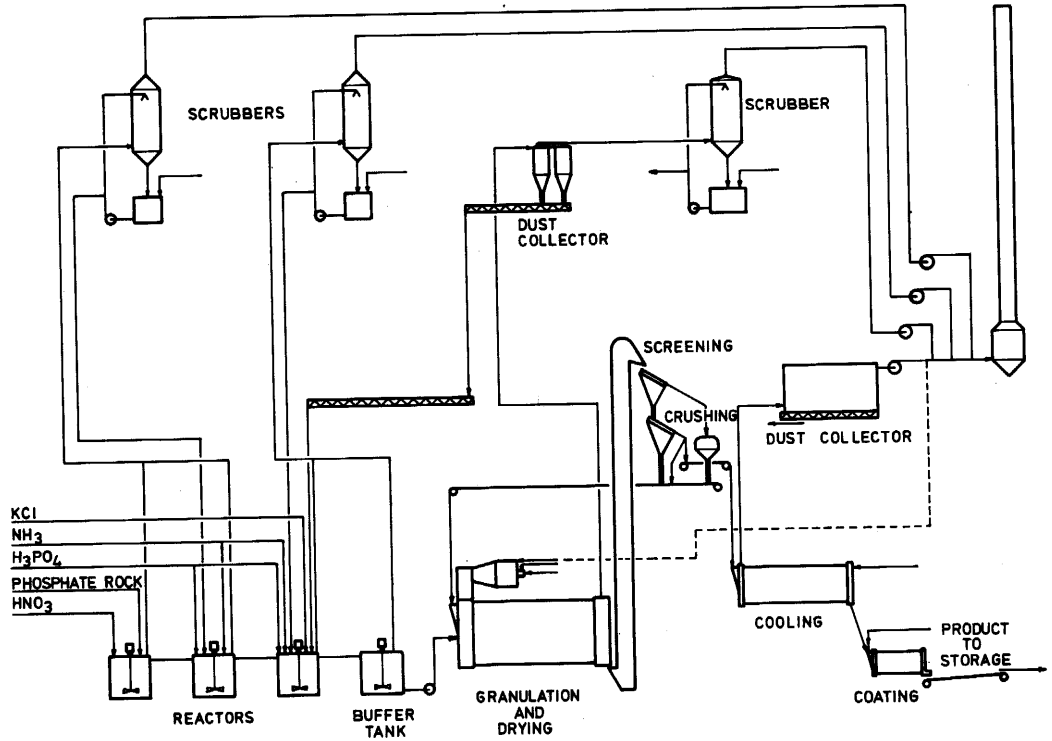 SCRUBBERS
SCRUBBER
DUST
COLLECTOR
SCREENING
CRUSHING
DUST COLLECTOR
KCl
NH₃
H₃PO₄
PHOSPHATE ROCK
HNO₃
COOLING
PRODUCT
TO
STORAGE
COATING
REACTORS
BUFFER
TANK
GRANULATION
AND
DRYING